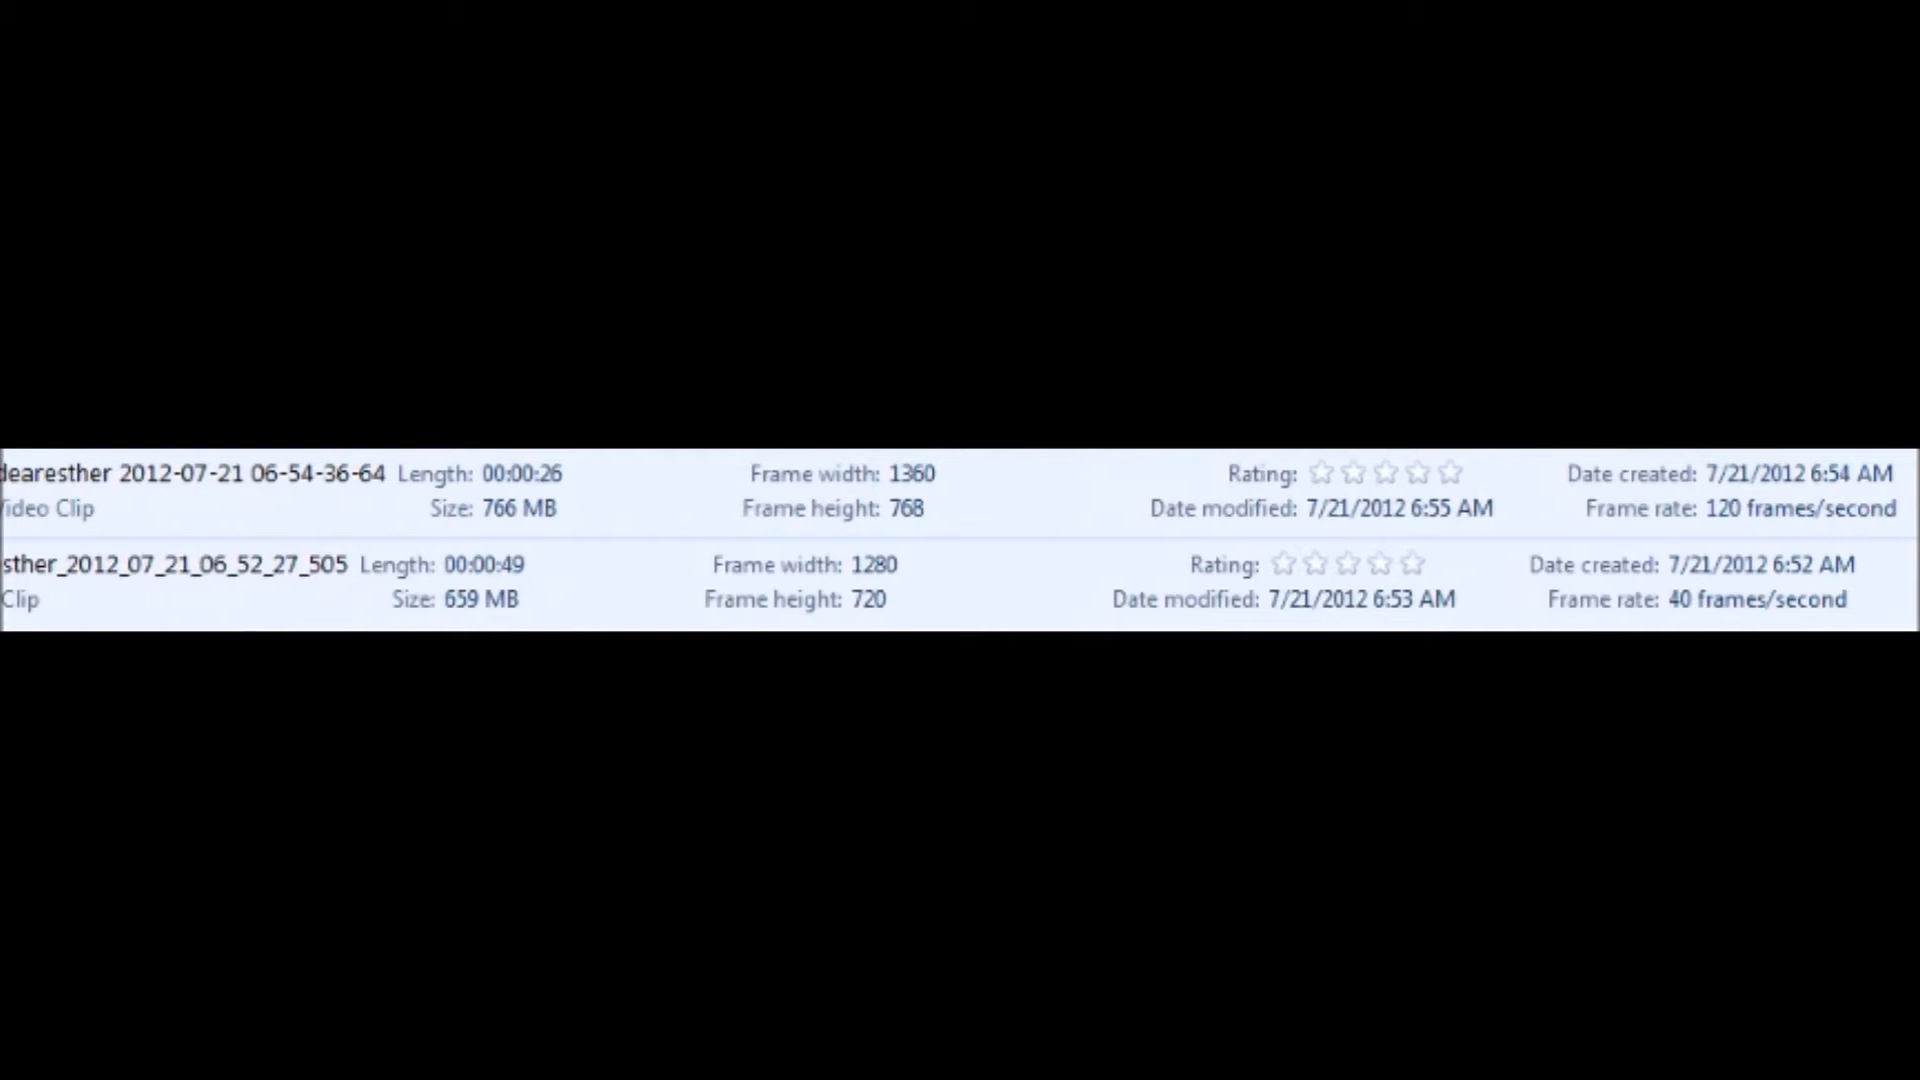 dearesther 2012-07-21 06-54-36-64 Length: 00:00:26 Frame width: 1360 Rating: Date created: 7/21/2012 6:54 AM
Video Clip Size: 766 MB Frame height: 768 Date modified: 7/21/2012 6:55 AM Frame rate: 120 frames/second
sther_2012_07_21_06_52_27_505 Length: 00:00:49 Frame width: 1280 Rating: Date created: 7/21/2012 6:52 AM
Clip Size: 659 MB Frame height: 720 Date modified: 7/21/2012 6:53 AM Frame rate: 40 frames/second